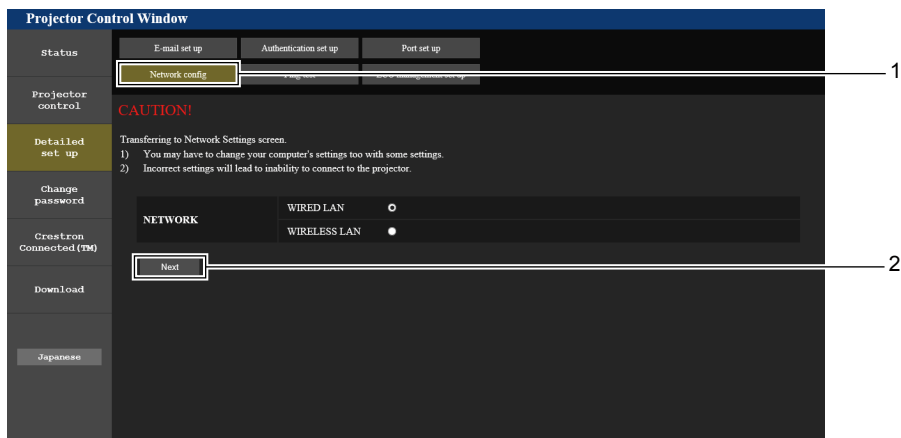 Projector Control Window
Status
E-mail set up
Authentication set up
Port set up
Network config
1
Projector
control
CAUTION!
Detailed
set up
Transferring to Network Settings screen.
1) You may have to change your computer's settings too with some settings.
2) Incorrect settings will lead to inability to connect to the projector.
Change
password
NETWORK
WIRED LAN
WIRELESS LAN
Crestron
Connected(TM)
Next
2
Download
Japanese